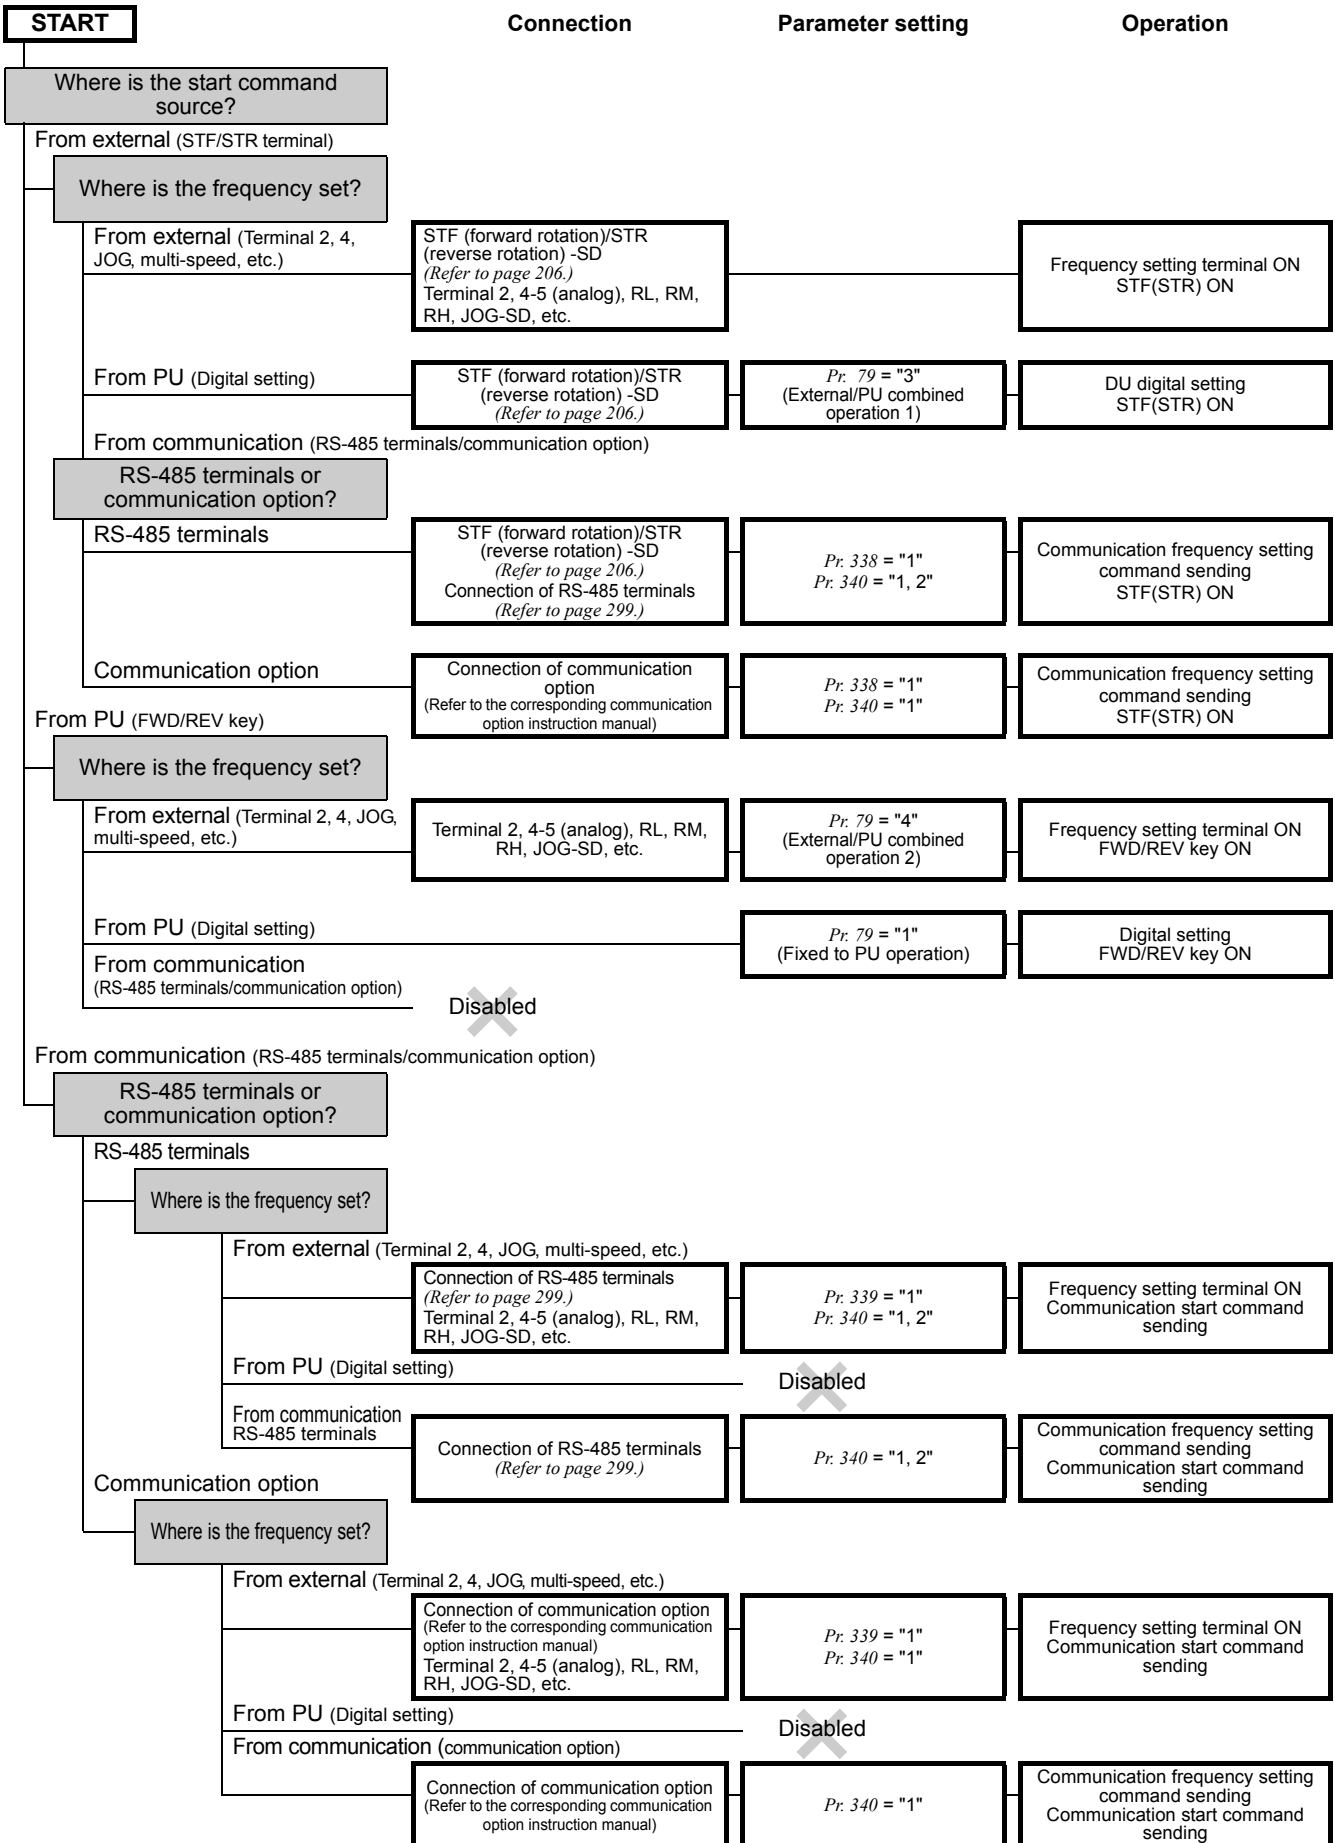 START
Connection
Parameter setting
Operation
Where is the start command
source?
From external (STF/STR terminal)
Where is the frequency set?
From external (Terminal 2, 4,
JOG, multi-speed, etc.)
STF (forward rotation)/STR
(reverse rotation) -SD
(Refer to page 206.)
Terminal 2, 4-5 (analog), RL, RM,
RH, JOG-SD, etc.
Frequency setting terminal ON
STF(STR) ON
From PU (Digital setting)
STF (forward rotation)/STR
(reverse rotation) -SD
(Refer to page 206.)
Pr. 79 = "3"
(External/PU combined
operation 1)
DU digital setting
STF(STR) ON
From communication (RS-485 terminals/communication option)
RS-485 terminals or
communication option?
RS-485 terminals
STF (forward rotation)/STR
(reverse rotation) -SD
(Refer to page 206.)
Connection of RS-485 terminals
(Refer to page 299.)
Pr. 338 = "1"
Pr. 340 = "1, 2"
Communication frequency setting
command sending
STF(STR) ON
Communication option
Connection of communication
option
(Refer to the corresponding communication
option instruction manual)
Pr. 338 = "1"
Pr. 340 = "1"
Communication frequency setting
command sending
STF(STR) ON
From PU (FWD/REV key)
Where is the frequency set?
From external (Terminal 2, 4, JOG,
multi-speed, etc.)
Terminal 2, 4-5 (analog), RL, RM,
RH, JOG-SD, etc.
Pr. 79 = "4"
(External/PU combined
operation 2)
Frequency setting terminal ON
FWD/REV key ON
From PU (Digital setting)
Pr. 79 = "1"
(Fixed to PU operation)
Digital setting
FWD/REV key ON
From communication
(RS-485 terminals/communication option)
Disabled
From communication (RS-485 terminals/communication option)
RS-485 terminals or
communication option?
RS-485 terminals
Where is the frequency set?
From external (Terminal 2, 4, JOG, multi-speed, etc.)
Connection of RS-485 terminals
(Refer to page 299.)
Terminal 2, 4-5 (analog), RL, RM,
RH, JOG-SD, etc.
Pr. 339 = "1"
Pr. 340 = "1, 2"
Frequency setting terminal ON
Communication start command
sending
From PU (Digital setting)
Disabled
From communication
RS-485 terminals
Connection of RS-485 terminals
(Refer to page 299.)
Pr. 340 = "1, 2"
Communication frequency setting
command sending
Communication start command
sending
Communication option
Where is the frequency set?
From external (Terminal 2, 4, JOG, multi-speed, etc.)
Connection of communication option
(Refer to the corresponding communication
option instruction manual)
Terminal 2, 4-5 (analog), RL, RM,
RH, JOG-SD, etc.
Pr. 339 = "1"
Pr. 340 = "1"
Frequency setting terminal ON
Communication start command
sending
From PU (Digital setting)
Disabled
From communication (communication option)
Connection of communication option
(Refer to the corresponding communication
option instruction manual)
Pr. 340 = "1"
Communication frequency setting
command sending
Communication start command
sending